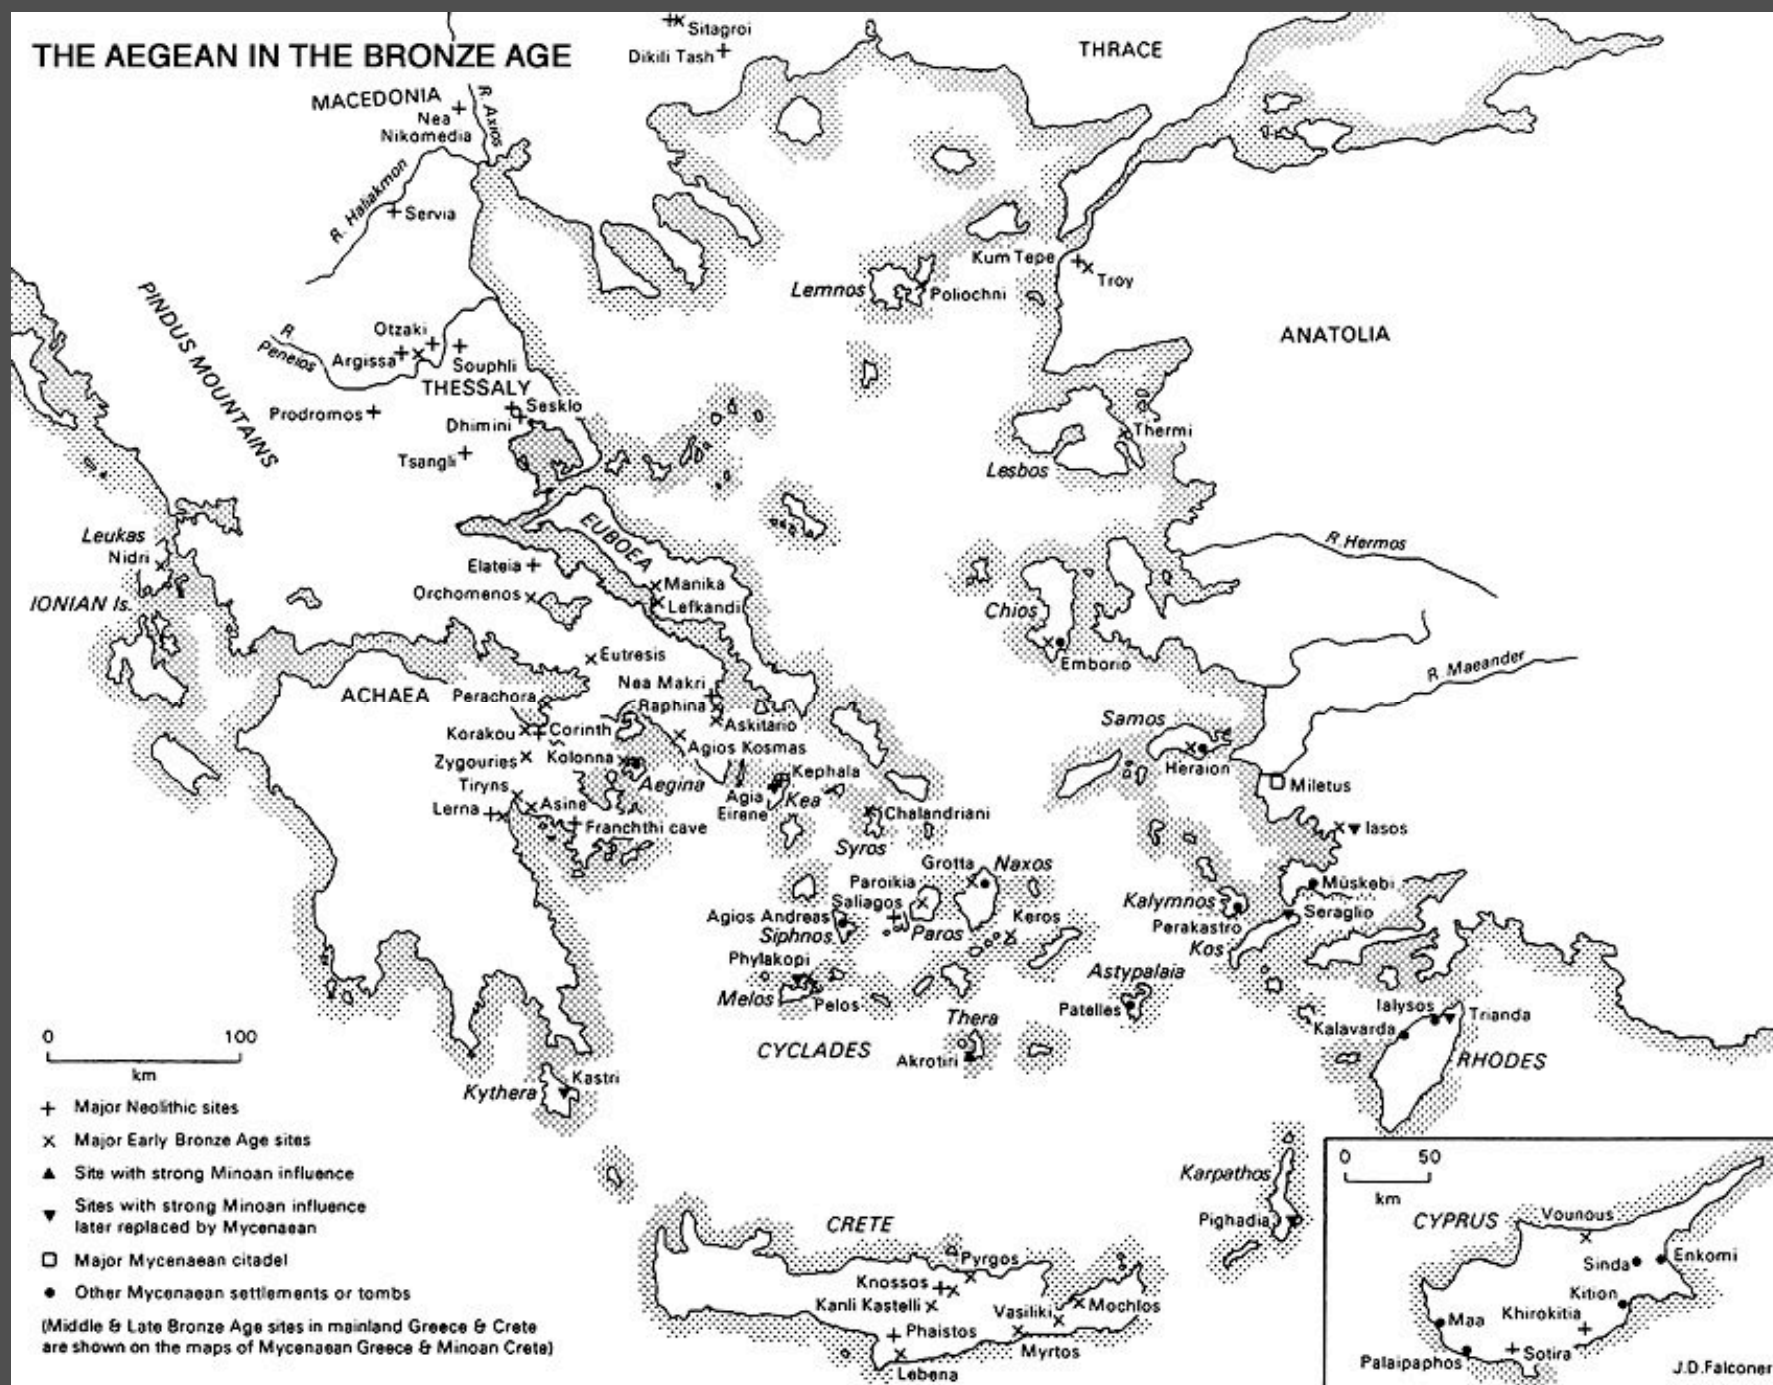 THE AEGEAN IN THE BRONZE AGE
Sitagroi
Dikili Tash
THRACE
MACEDONIA
Nea
Nikomedia
R. Axios
R. Haliakmon
Servia
PINDUS MOUNTAINS
Kum Tepe
Troy
Lemnos
Poliochni
ANATOLIA
R.
Peneios
Otzaki
Argissa
Souphli
THESSALY
Prodromos
Sesklo
Dhimini
Tsangli
Thermi
Lesbos
Leukas
Nidri
IONIAN Is.
EUBOEA
Elateia
Orchomenos
Manika
Lefkandi
R. Hermos
Chios
Emborio
Eutresis
ACHAEA
Perachora
Nea Makri
Raphina
Askitario
R. Maeander
Korakou
Corinth
Agios Kosmas
Samos
Heraion
Zygouries
Kolonna
Aegina
Kephala
Agia
Eirene
Kea
Miletus
Tiryns
Lerna
Asine
Franchthi cave
Chalandriani
Syros
Iasos
Grotta
Naxos
Paroikia
Saliagos
Paros
Keros
Agios Andreas
Siphnos
Kalymnos
Perakastro
Kos
Müskebi
Seraglio
Phylakopi
Melos
Pelos
Astypalaia
Patelles
Thera
Akrotiri
CYCLADES
Ialysos
Trianda
Kalavarda
RHODES
Kythera
Kastri
Karpathos
Pighadia
CRETE
Pyrgos
Knossos
Kanli Kastelli
Vasiliki
Mochlos
Phaistos
Myrtos
Lebena
0 100
km
+ Major Neolithic sites
x Major Early Bronze Age sites
▲ Site with strong Minoan influence
▼ Sites with strong Minoan influence
later replaced by Mycenaean
□ Major Mycenaean citadel
● Other Mycenaean settlements or tombs
(Middle & Late Bronze Age sites in mainland Greece & Crete
are shown on the maps of Mycenaean Greece & Minoan Crete)
0 50
km
CYPRUS
Vounous
Sinda
Enkomi
Kition
Khirokitia
Maa
Palaipaphos
Sotira
J.D.Falconer